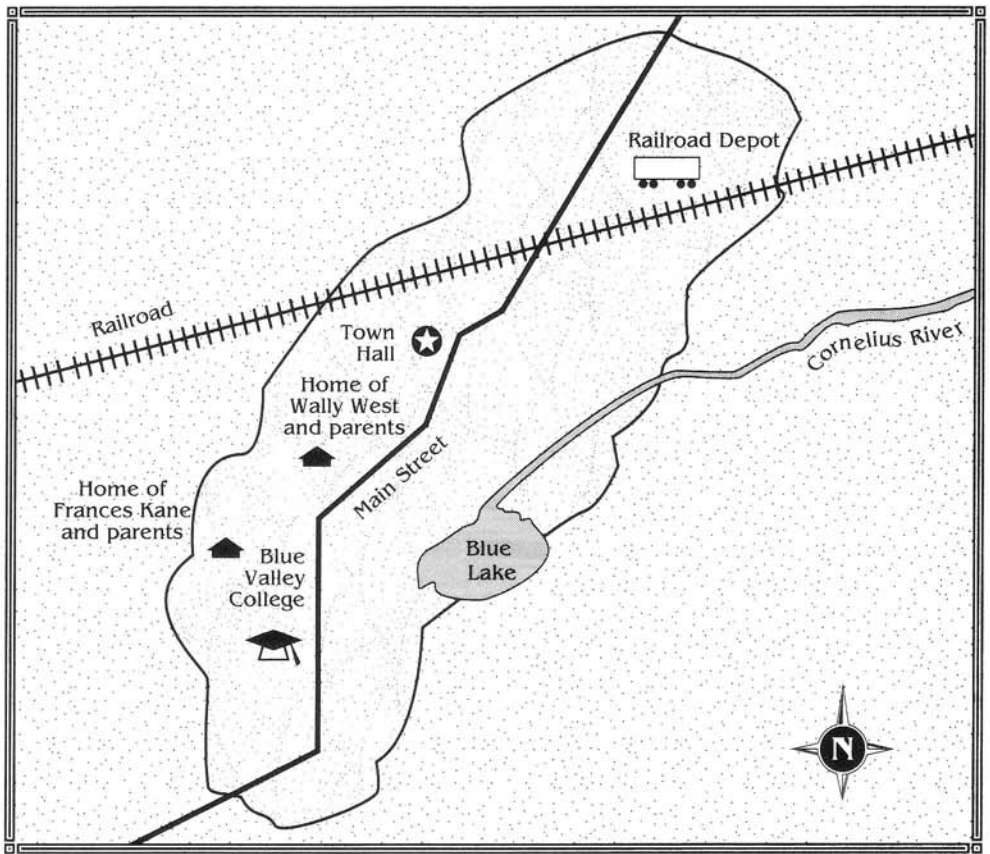 Railroad Depot
Railroad
Town
Hall
Cornelius River
Home of
Wally West
and parents
Main Street
Home of
Frances Kane
and parents
Blue
Valley
College
Blue
Lake
N